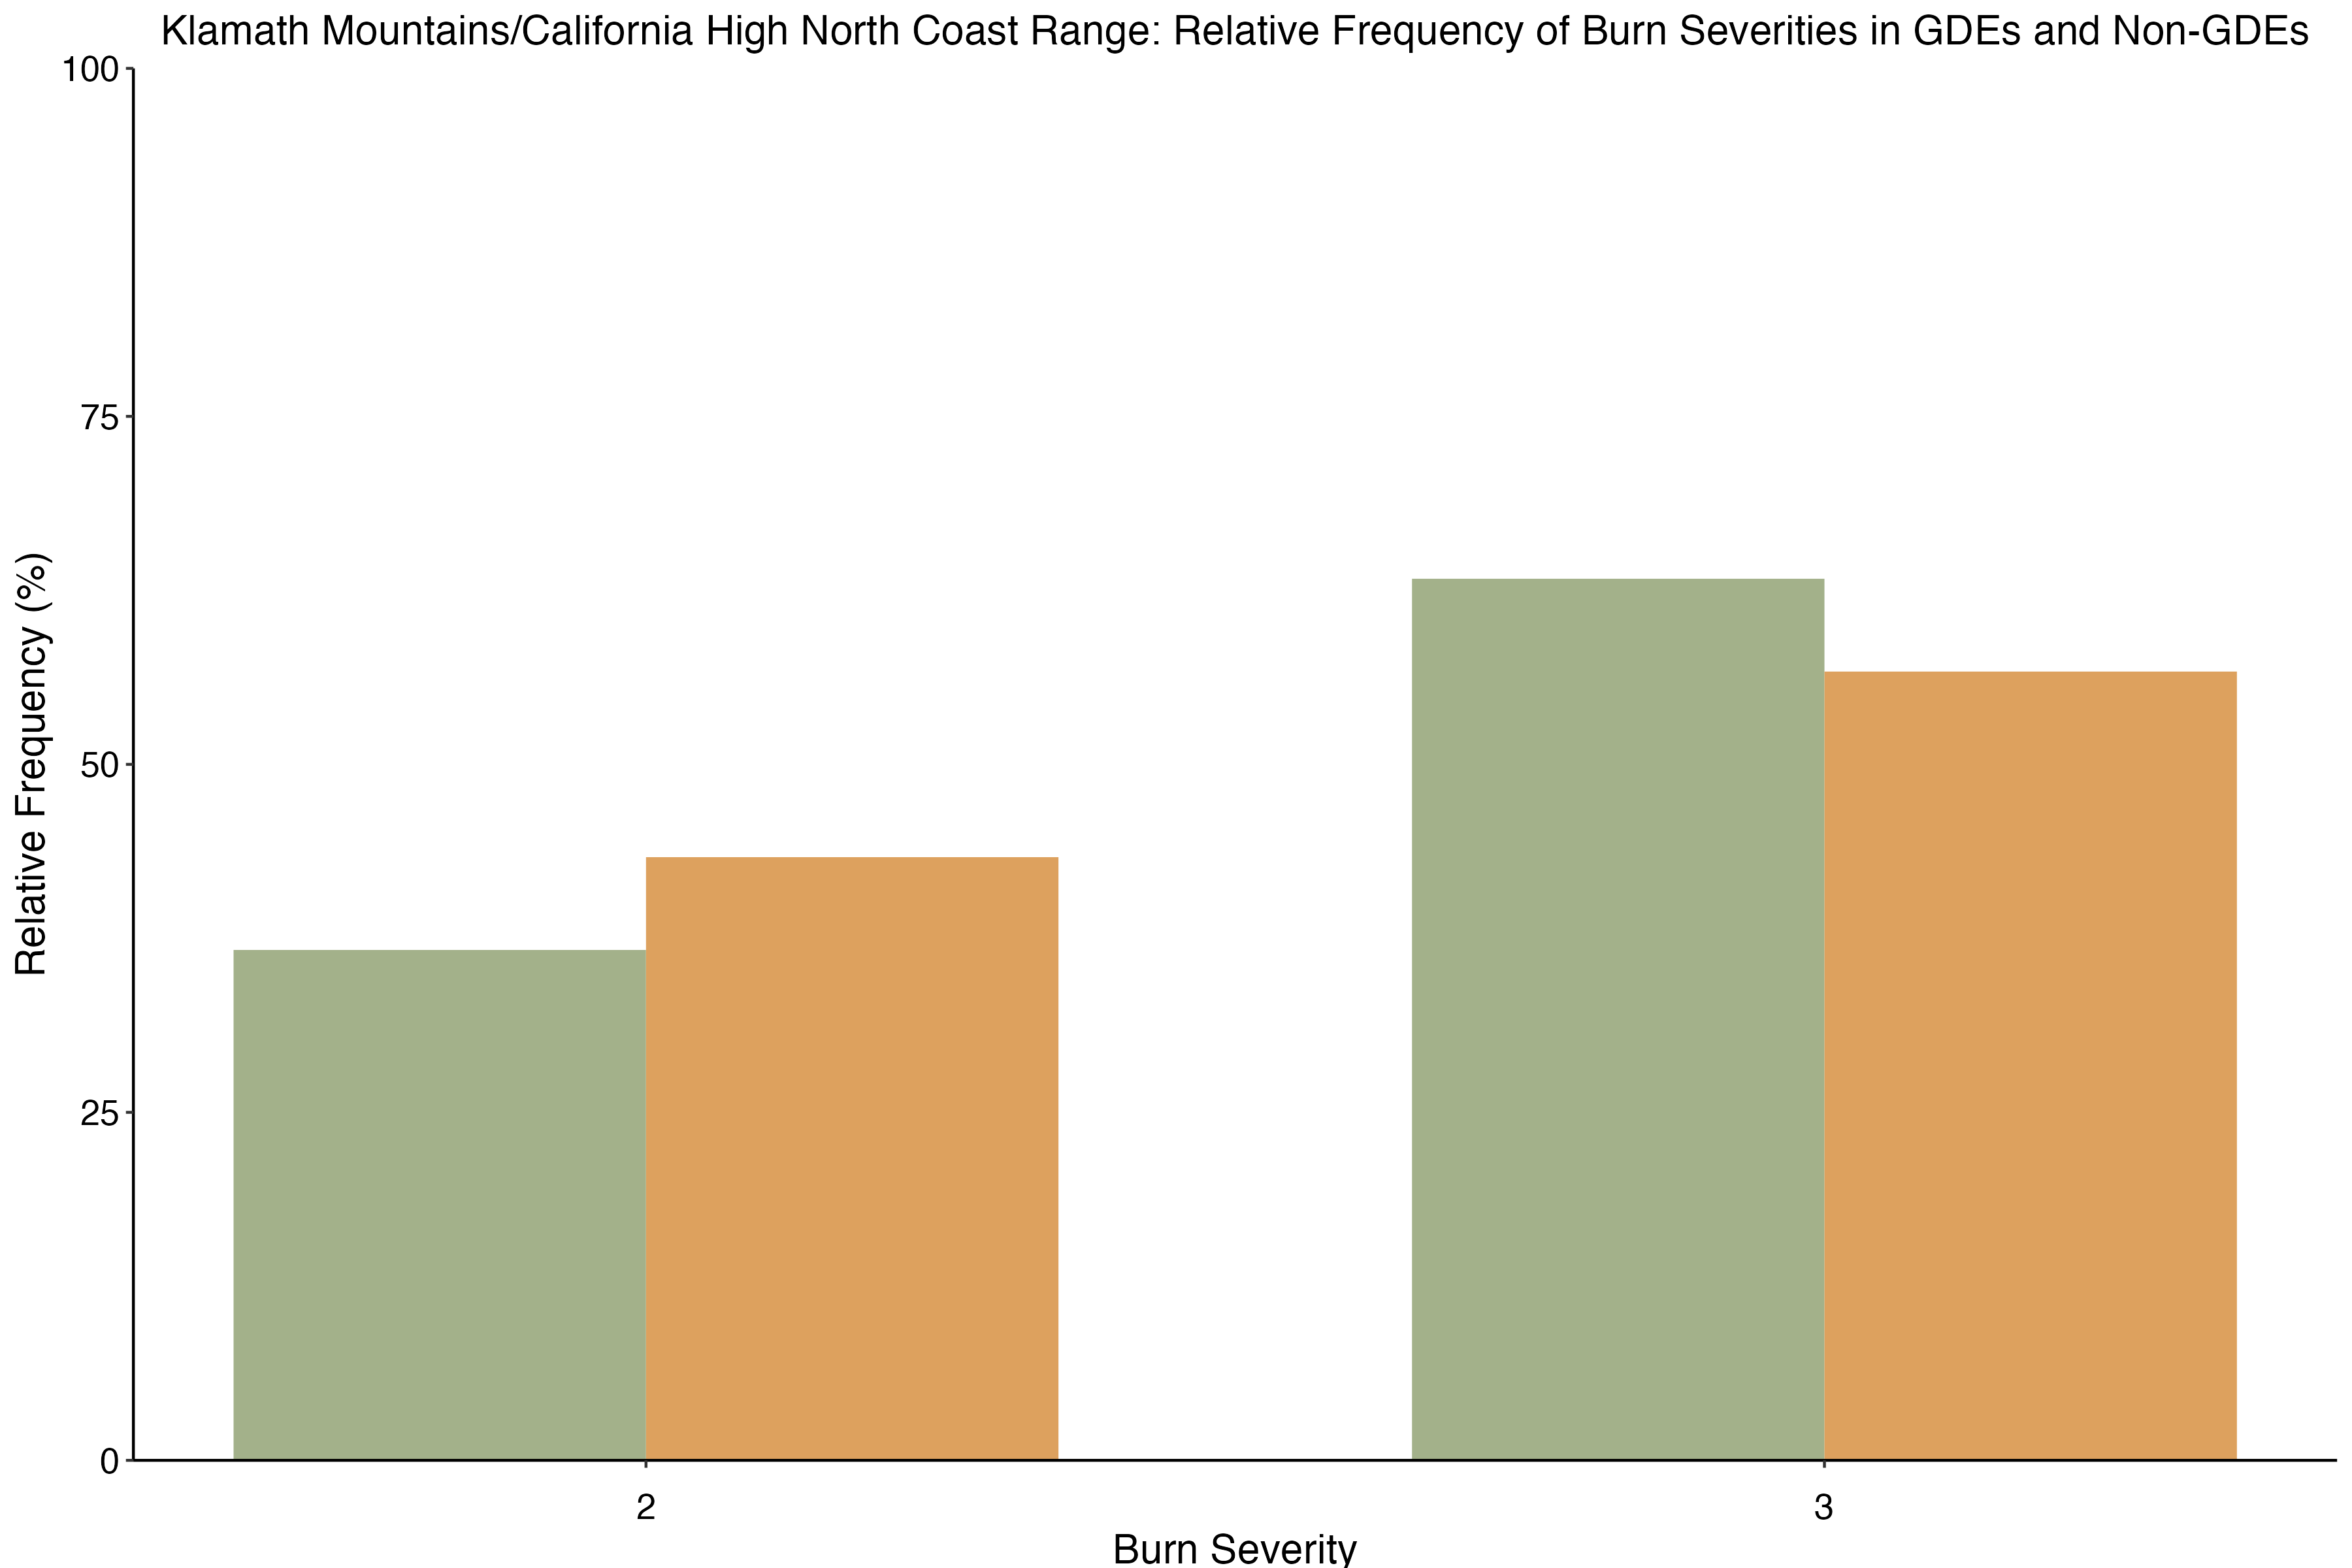 Klamath Mountains/California High North Coast Range: Relative Frequency of Burn Severities in GDEs and Non-GDEs
100
75
50
25
0
Relative Frequency (%)
2
3
Burn Severity